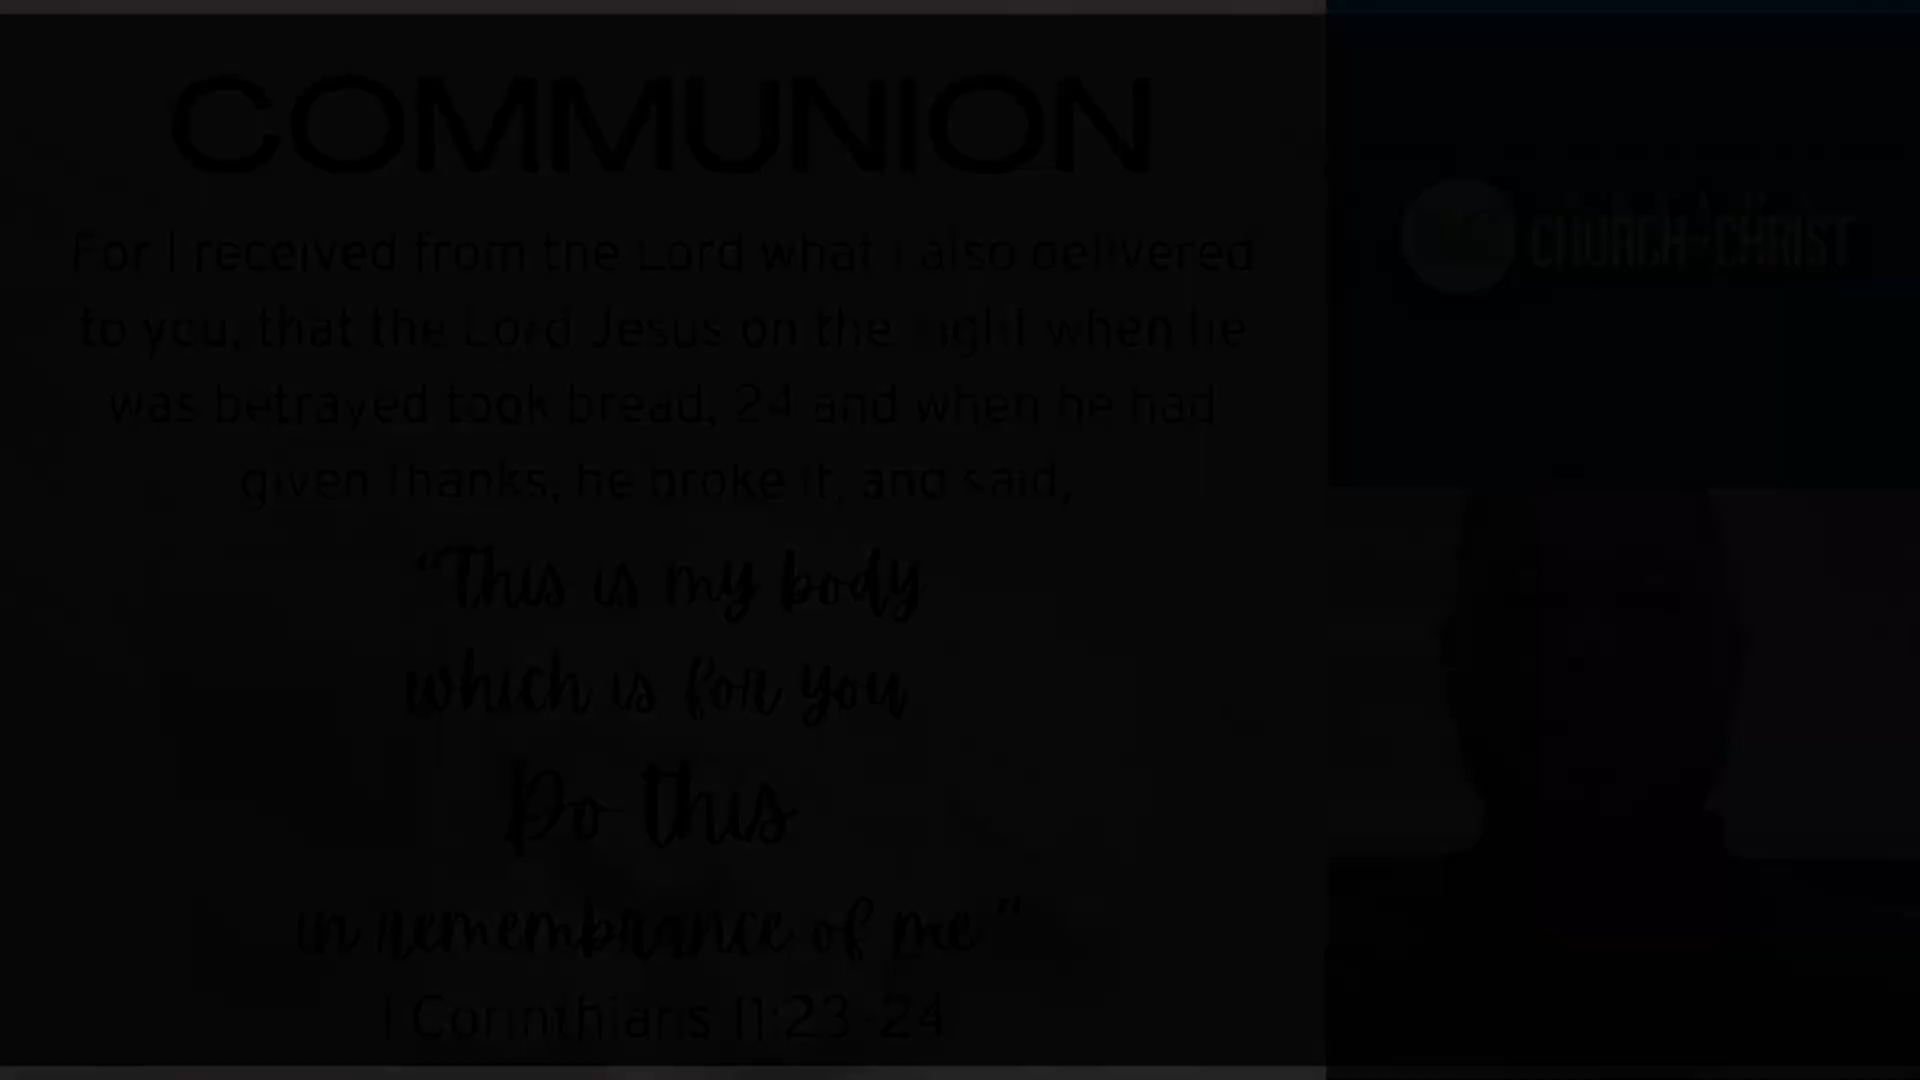 COMMUNION
For I received from the Lord what I also delivered
to you, that the Lord Jesus on the night when he
was betrayed took bread, 24 and when he had
given thanks, he broke it, and said,
“This is my body
which is for you
Do this
in remembrance of me”
1 Corinthians 11:23-24
CHURCH of CHRIST